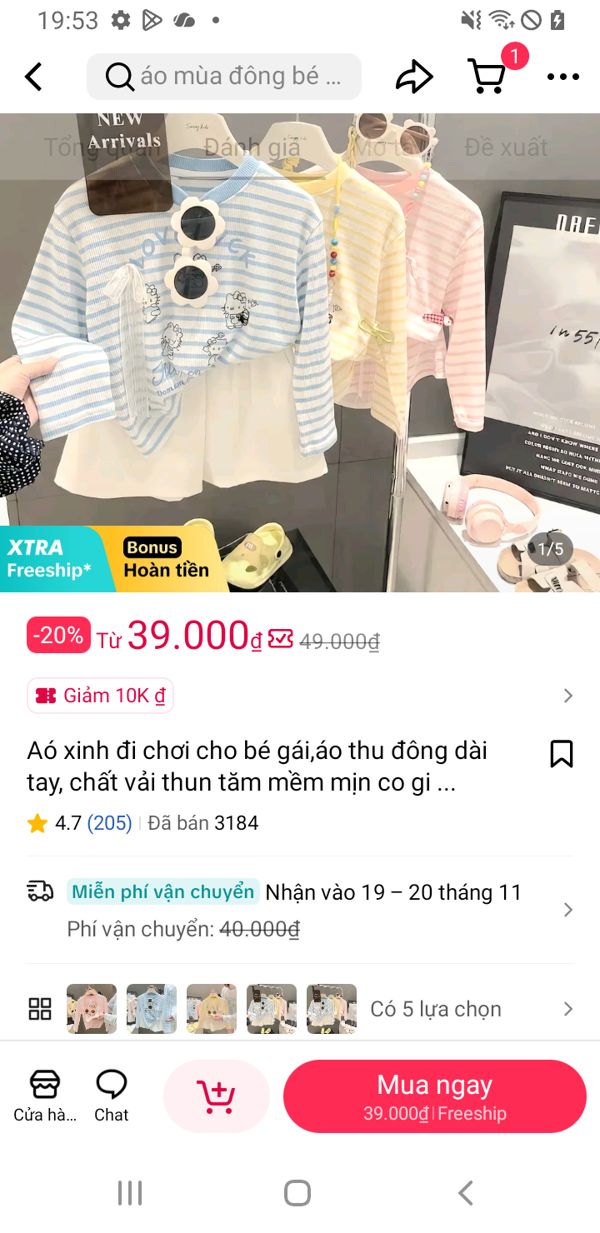 19:53
1
áo mùa đông bé ...
NEW
Arrivals
Tổng quan
Đánh giá
Mô tả
Đề xuất
in 55
XTRA
Freeship*
Bonus
Hoàn tiền
1/5
-20% Từ 39.000₫ 49.000₫
Giảm 10K ₫
Aó xinh đi chơi cho bé gái,áo thu đông dài
tay, chất vải thun tăm mềm mịn co gi ...
4.7 (205) Đã bán 3184
Miễn phí vận chuyển Nhận vào 19 – 20 tháng 11
Phí vận chuyển: 40.000₫
Có 5 lựa chọn
Cửa hà...
Chat
Mua ngay
39.000₫ Freeship